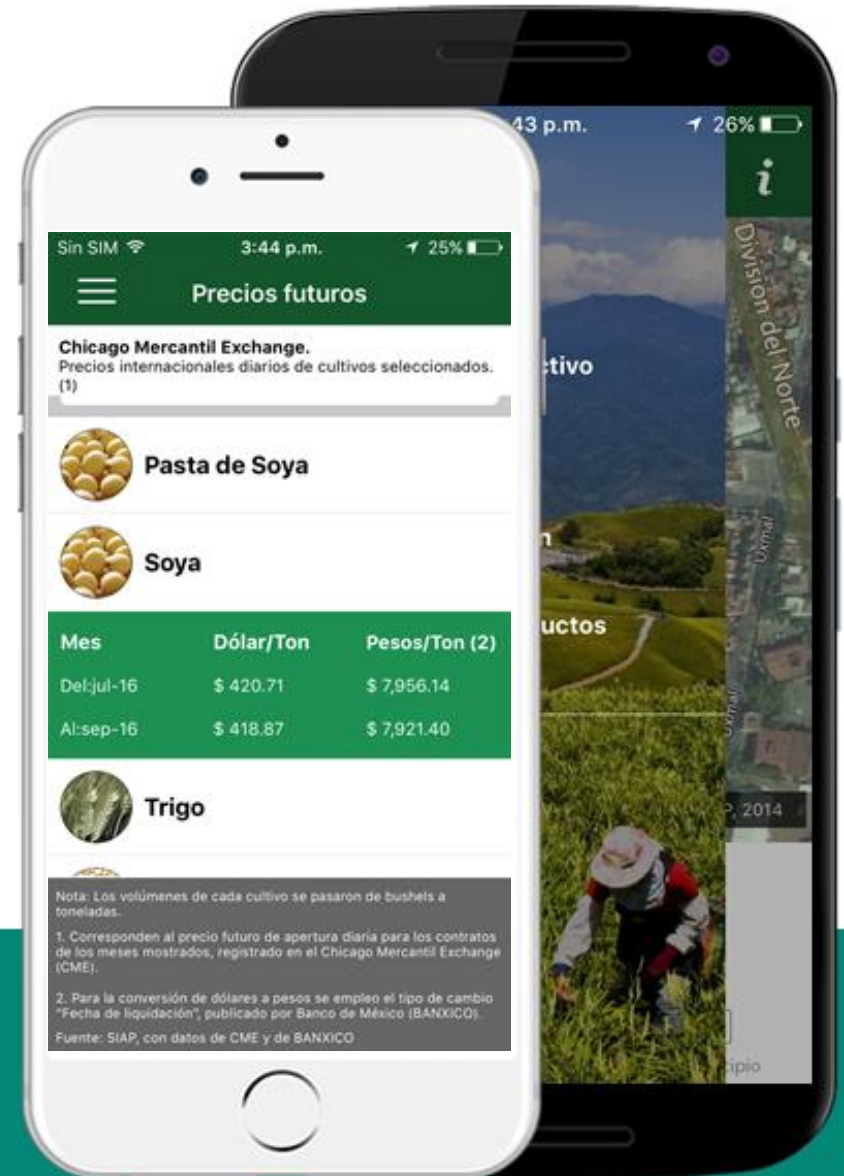 Sin SIM 3:44 p.m. 25%
Precios futuros
Chicago Mercantil Exchange.
Precios internacionales diarios de cultivos seleccionados.
(1)
Pasta de Soya
Soya
Mes Dólar/Ton Pesos/Ton (2)
Del:jul-16 $ 420.71 $ 7,956.14
Al:sep-16 $ 418.87 $ 7,921.40
Trigo
Nota: Los volúmenes de cada cultivo se pasaron de bushels a
toneladas.
1. Corresponden al precio futuro de apertura diaria para los contratos
de los meses mostrados, registrado en el Chicago Mercantil Exchange
(CME).
2. Para la conversión de dólares a pesos se empleo el tipo de cambio
"Fecha de liquidación", publicado por Banco de México (BANXICO).
Fuente: SIAP, con datos de CME y de BANXICO
43 p.m. 26%
i
División del Norte
ctivo
Uxmal
n
uctos
Uxmal
P, 2014
cipio